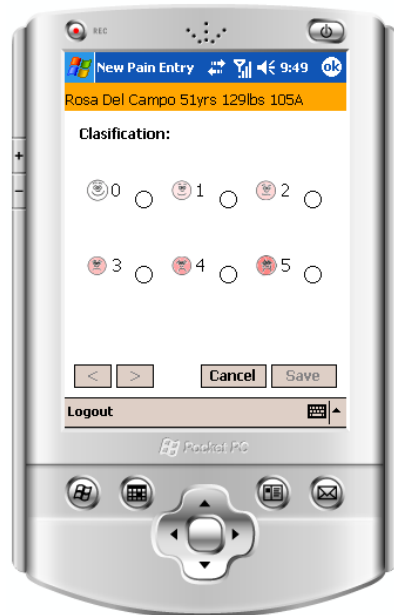 REC
New Pain Entry 9:49 ok
Rosa Del Campo 51yrs 129lbs 105A
Clasification:
0 1 2
3 4 5
< > Cancel Save
Logout
Pocket PC